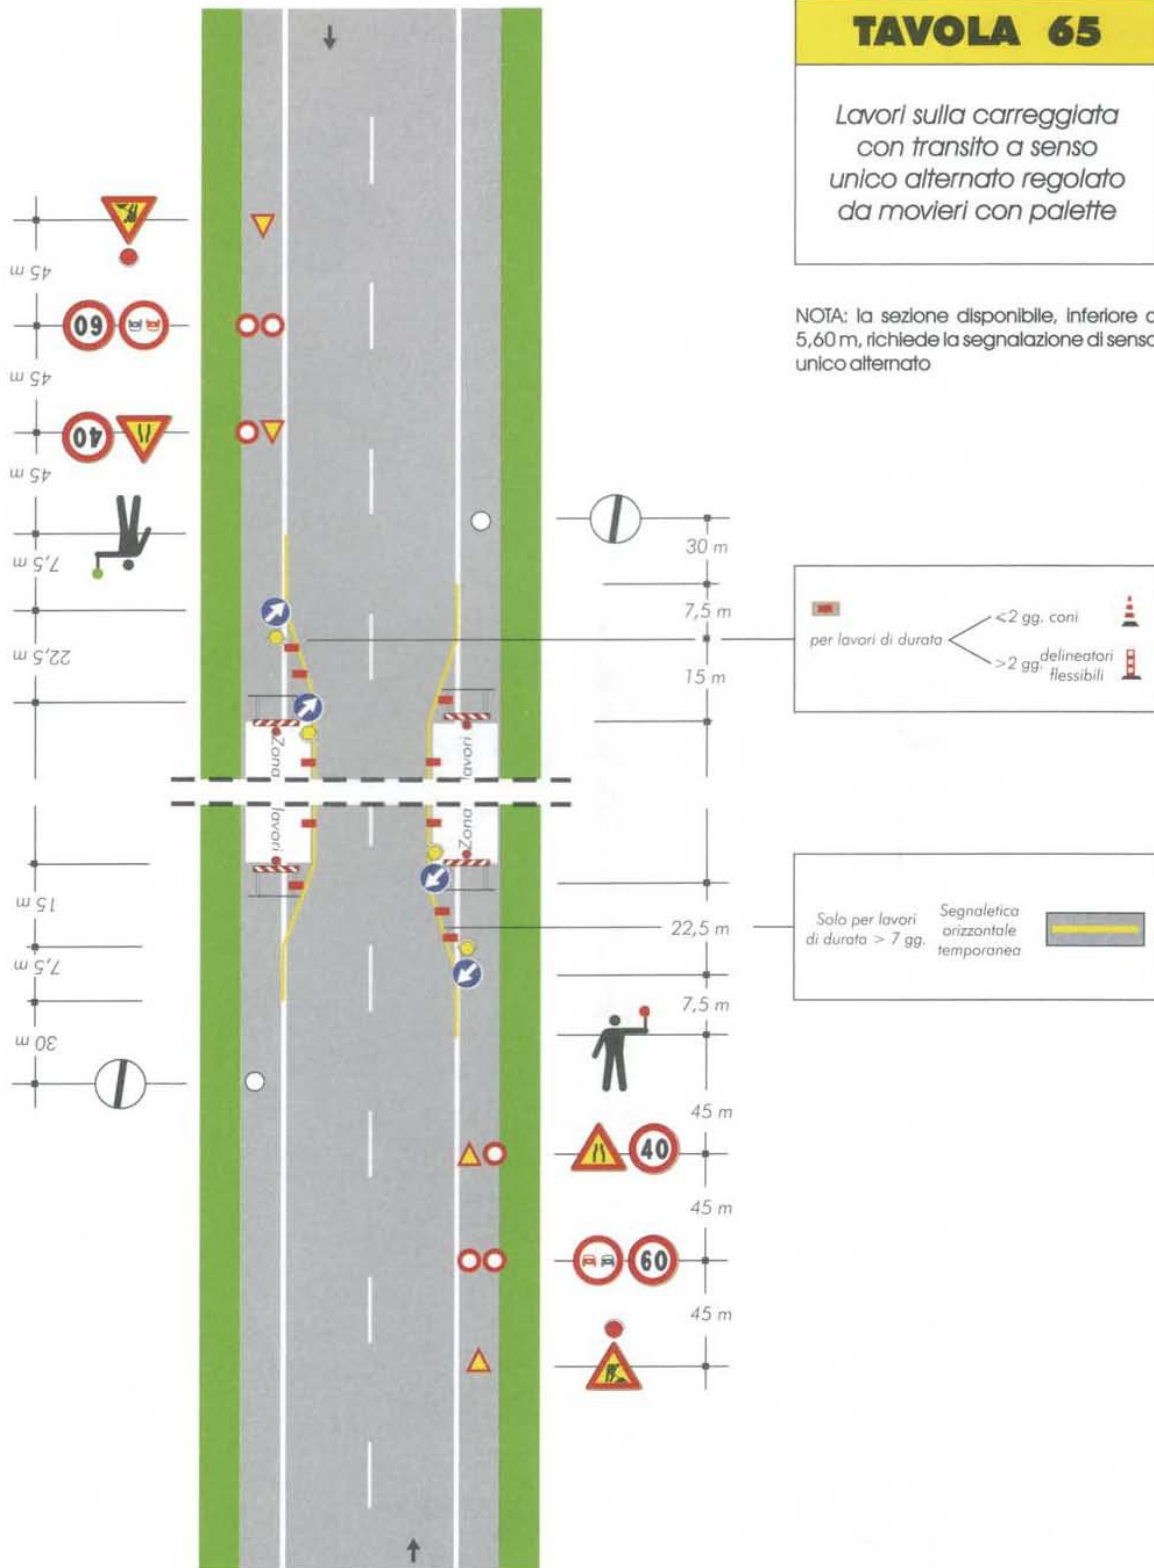 TAVOLA 65
Lavori sulla carreggiata
con transito a senso
unico alternato regolato
da movieri con palette
NOTA: la sezione disponibile, inferiore a
5,60 m, richiede la segnalazione di senso
unico alternato
45 m
60
45 m
40
45 m
7,5 m
22,5 m
30 m
7,5 m
15 m
per lavori di durata
<2 gg. coni
>2 gg. delineatori
flessibili
Zona
lavori
lavori
Zona
15 m
7,5 m
30 m
22,5 m
7,5 m
45 m
40
45 m
60
45 m
Solo per lavori
di durata > 7 gg.
Segnaletica
orizzontale
temporanea